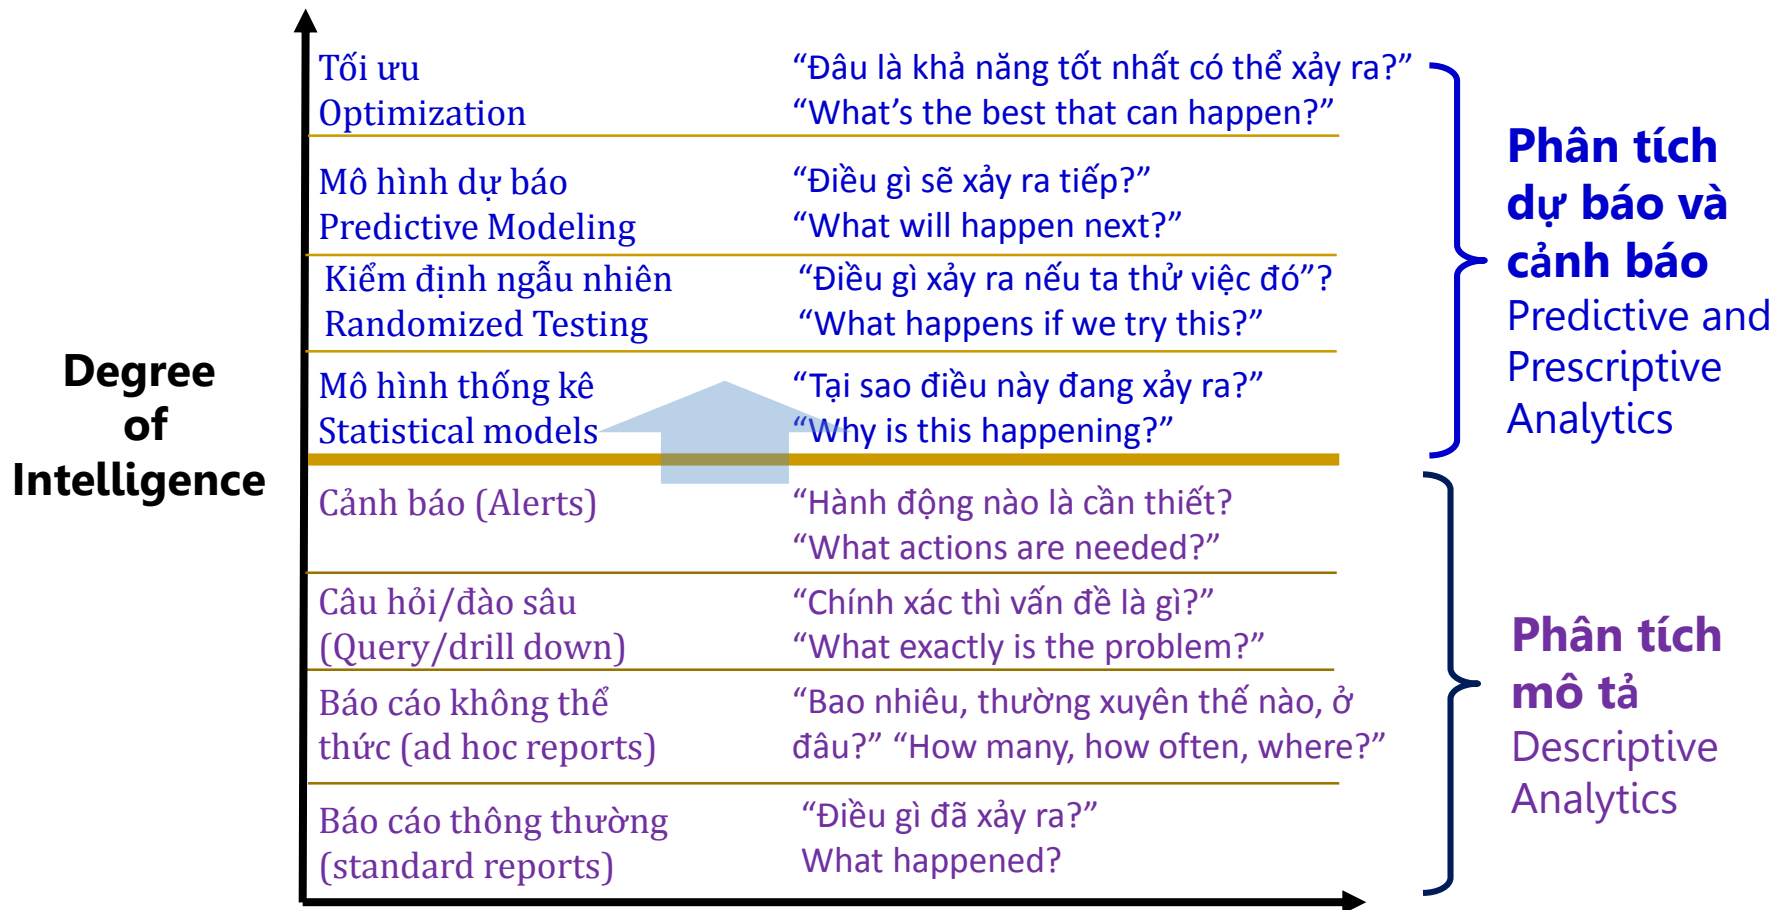 Tối ưu
Optimization
“Đâu là khả năng tốt nhất có thể xảy ra?”
“What’s the best that can happen?”
Mô hình dự báo
Predictive Modeling
“Điều gì sẽ xảy ra tiếp?”
“What will happen next?”
Kiểm định ngẫu nhiên
Randomized Testing
“Điều gì xảy ra nếu ta thử việc đó”?
“What happens if we try this?”
Mô hình thống kê
Statistical models
“Tại sao điều này đang xảy ra?”
“Why is this happening?”
Phân tích
dự báo và
cảnh báo
Predictive and
Prescriptive
Analytics
Degree
of
Intelligence
Cảnh báo (Alerts)
“Hành động nào là cần thiết?
“What actions are needed?”
Câu hỏi/đào sâu
(Query/drill down)
“Chính xác thì vấn đề là gì?”
“What exactly is the problem?”
Báo cáo không thể
thức (ad hoc reports)
“Bao nhiêu, thường xuyên thế nào, ở
đâu?” “How many, how often, where?”
Báo cáo thông thường
(standard reports)
“Điều gì đã xảy ra?”
What happened?
Phân tích
mô tả
Descriptive
Analytics